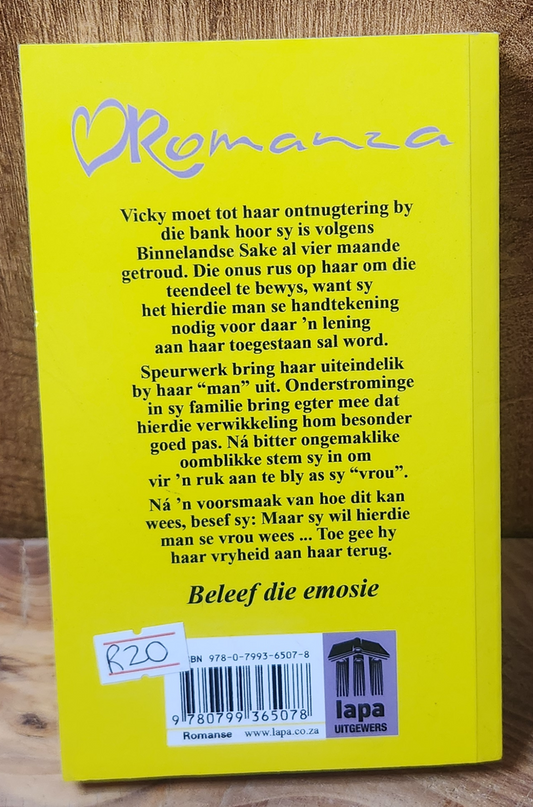 Romanza
Vicky moet tot haar ontnugtering by
die bank hoor sy is volgens
Binnelandse Sake al vier maande
getroud. Die onus rus op haar om die
teendeel te bewys, want sy
het hierdie man se handtekening
nodig voor daar ’n lening
aan haar toegestaan sal word.
Speurwerk bring haar uiteindelik
by haar “man” uit. Onderstrominge
in sy familie bring egter mee dat
hierdie verwikkeling hom besonder
goed pas. Ná bitter ongemaklike
oomblikke stem sy in om
vir ’n ruk aan te bly as sy “vrou”.
Ná ’n voorsmaak van hoe dit kan
wees, besef sy: Maar sy wil hierdie
man se vrou wees ... Toe gee hy
haar vryheid aan haar terug.
Beleef die emosie
R20
BN 978-0-7993-6507-8
9 780799 365078
Romanse www.lapa.co.za
lapa
UITGEWERS